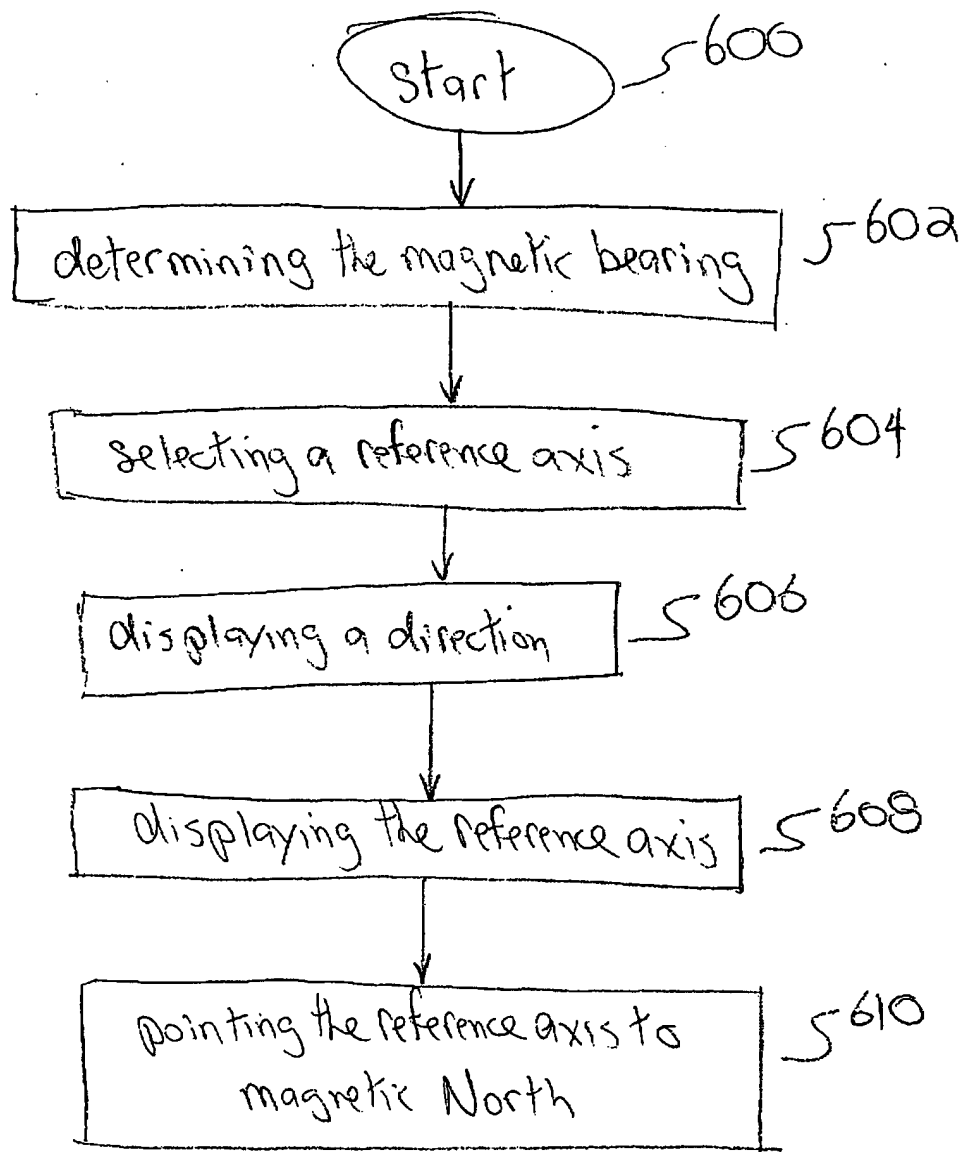 start
600
determining the magnetic bearing
602
selecting a reference axis
604
displaying a direction
606
displaying the reference axis
608
pointing the reference axis to
magnetic North
610